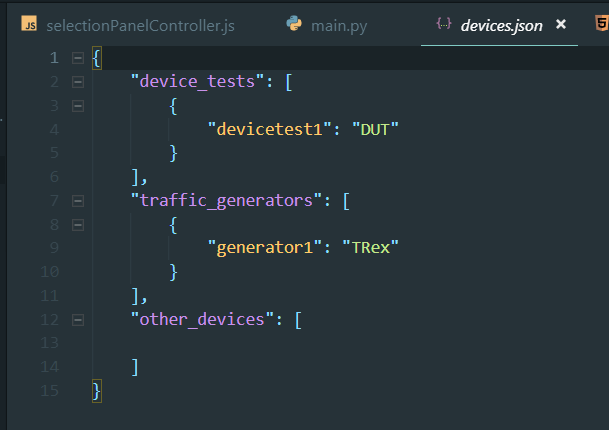 selectionPanelController.js main.py devices.json ×
1 {
2 "device_tests": [
3 {
4 "devicetest1": "DUT"
5 }
6 ],
7 "traffic_generators": [
8 {
9 "generator1": "TRex"
10 }
11 ],
12 "other_devices": [
13
14 ]
15 }